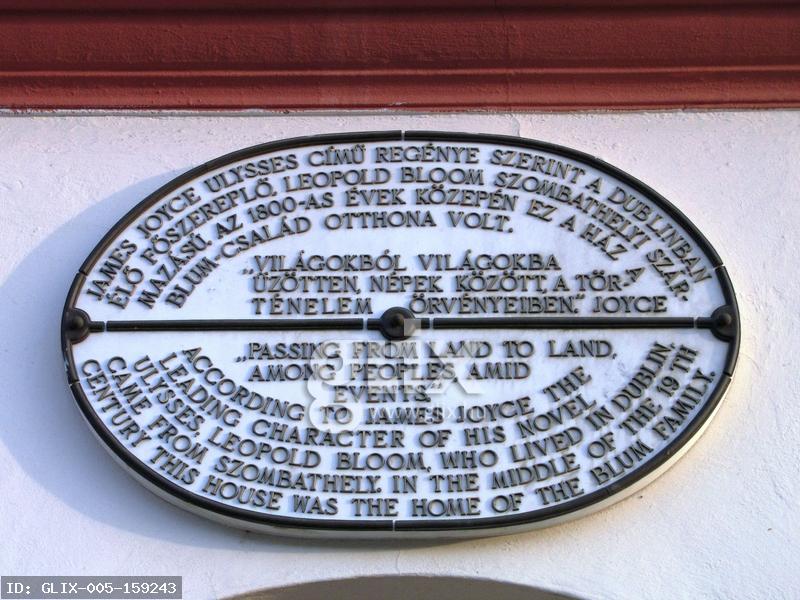 JAMES JOYCE ULYSSES CÍMŰ REGÉNYE SZERINT A DUBLINBAN
ÉLŐ FŐSZEREPLŐ, LEOPOLD BLOOM SZOMBATHELYI SZÁR-
MAZÁSÚ. AZ 1800-AS ÉVEK KÖZEPÉN EZ A HÁZ A
BLUM-CSALÁD OTTHONA VOLT.
„VILÁGOKBÓL VILÁGOKBA
ÜZÖTTEN, NÉPEK KÖZÖTT, A TÖR-
TÉNELEM ÖRVÉNYEIBEN.” JOYCE
„PASSING FROM LAND TO LAND,
AMONG PEOPLES, AMID
EVENTS”
ACCORDING TO JAMES JOYCE THE
LEADING CHARACTER OF HIS NOVEL
ULYSSES, LEOPOLD BLOOM, WHO LIVED IN DUBLIN,
CAME FROM SZOMBATHELY. IN THE MIDDLE OF THE 19TH
CENTURY THIS HOUSE WAS THE HOME OF THE BLUM FAMILY.
ID: GLIX-005-159243